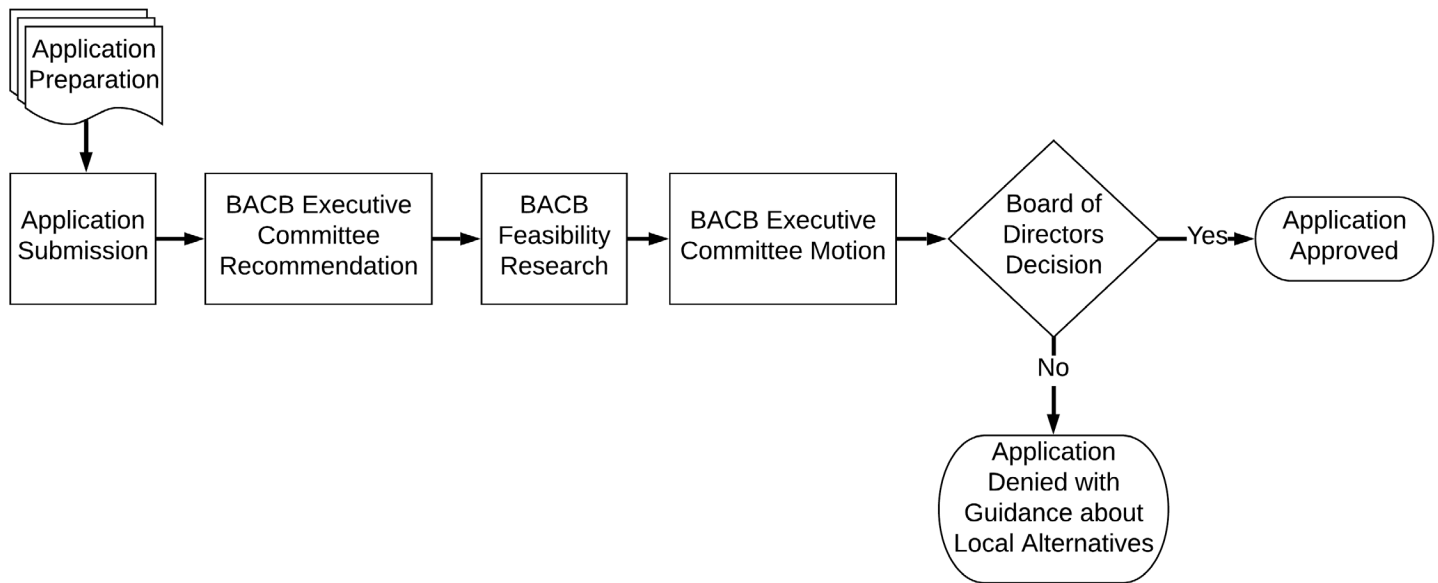 Application
Preparation
Application
Submission
BACB Executive
Committee
Recommendation
BACB
Feasibility
Research
BACB Executive
Committee Motion
Board of
Directors
Decision
Yes
Application
Approved
No
Application
Denied with
Guidance about
Local Alternatives